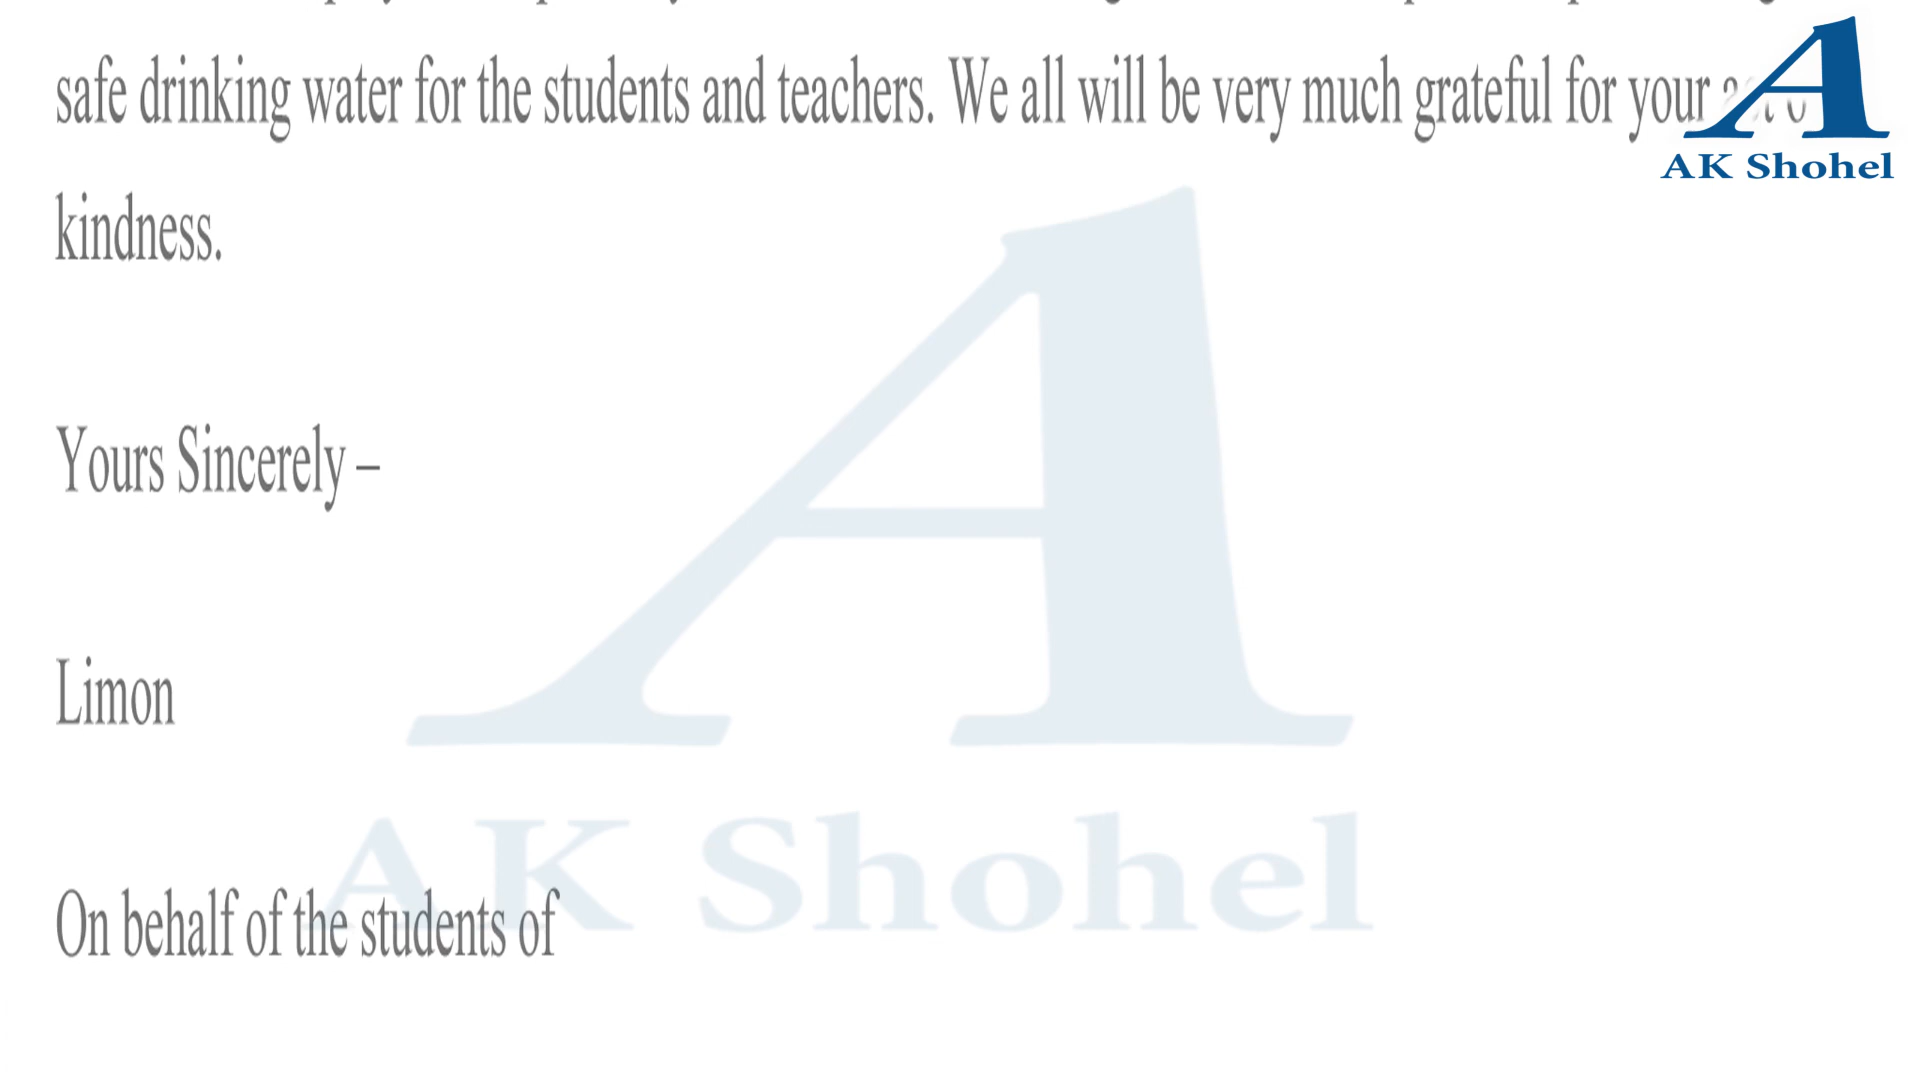 safe drinking water for the students and teachers. We all will be very much grateful for your
AK Shohel
kindness.
Yours Sincerely –
Limon
AK Shohel
On behalf of the students of